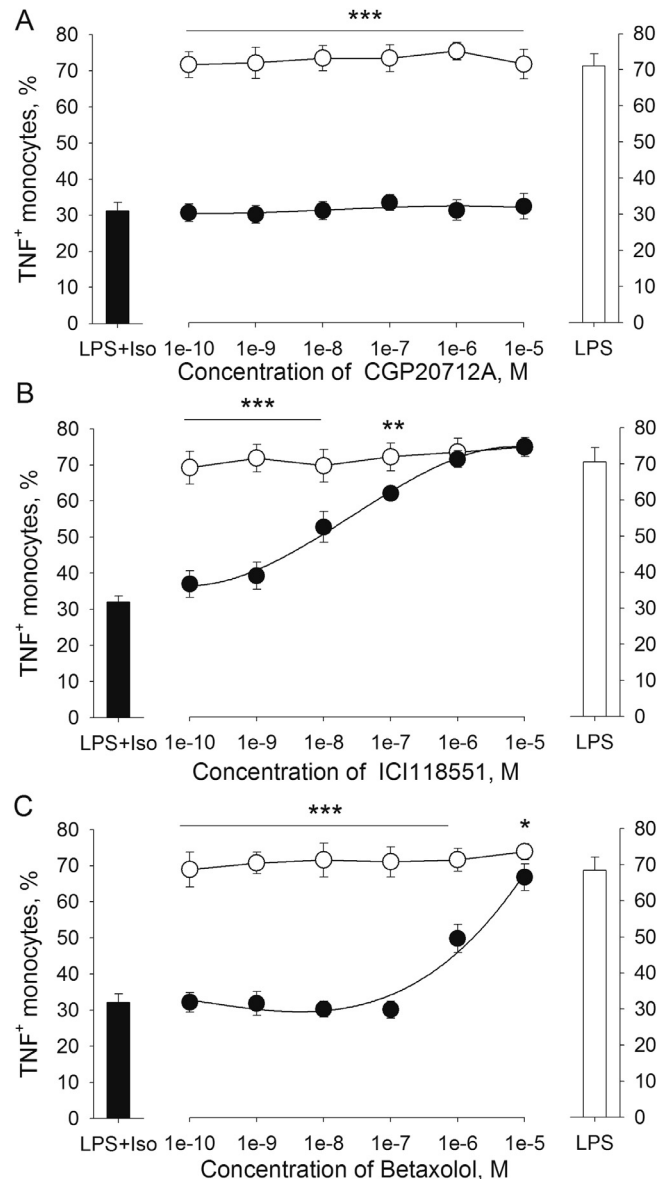 A
***
80 80
70 70
60 60
50 50
40 40
30 30
20 20
10 10
0 0
TNF+ monocytes, %
LPS+Iso 1e-10 1e-9 1e-8 1e-7 1e-6 1e-5 LPS
Concentration of CGP20712A, M
B
*** **
80 80
70 70
60 60
50 50
40 40
30 30
20 20
10 10
0 0
TNF+ monocytes, %
LPS+Iso 1e-10 1e-9 1e-8 1e-7 1e-6 1e-5 LPS
Concentration of ICI118551, M
C
*** *
80 80
70 70
60 60
50 50
40 40
30 30
20 20
10 10
0 0
TNF+ monocytes, %
LPS+Iso 1e-10 1e-9 1e-8 1e-7 1e-6 1e-5 LPS
Concentration of Betaxolol, M